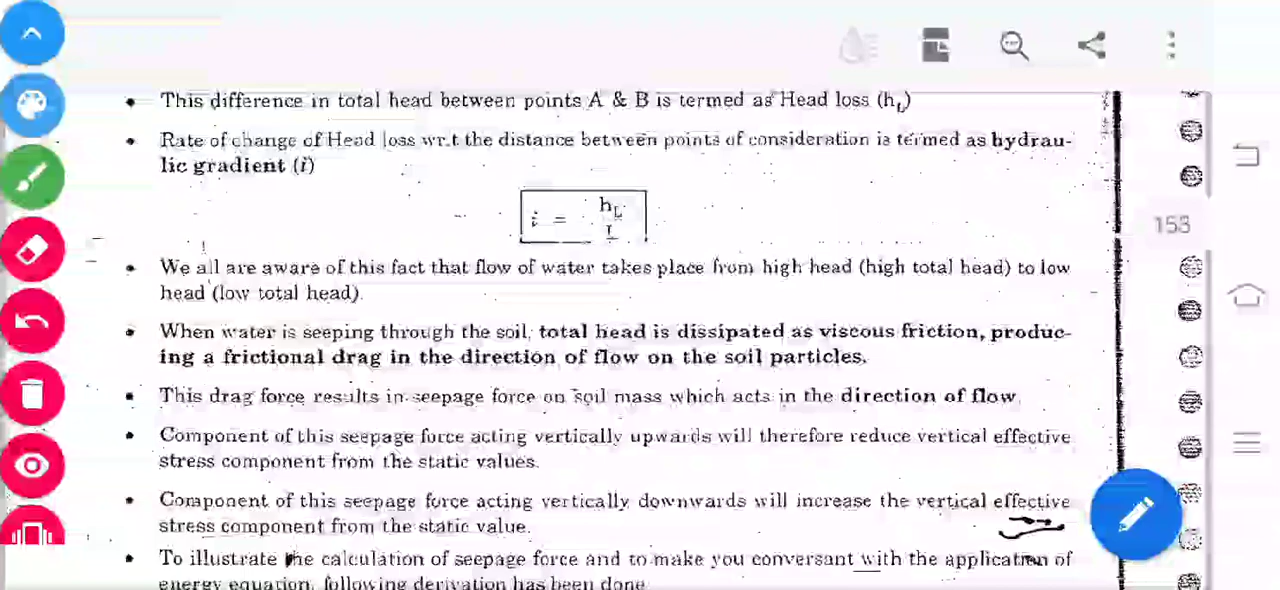 • This difference in total head between points A & B is termed as Head loss (hL)
• Rate of change of Head loss wr.t the distance between points of consideration is termed as hydrau-
lic gradient (i)
i = hL
L
153
• We all are aware of this fact that flow of water takes place from high head (high total head) to low
head (low total head).
• When water is seeping through the soil, total head is dissipated as viscous friction, produc-
ing a frictional drag in the direction of flow on the soil particles.
• This drag force results in seepage force on soil mass which acts in the direction of flow.
• Component of this seepage force acting vertically upwards will therefore reduce vertical effective
stress component from the static values.
• Component of this seepage force acting vertically downwards will increase the vertical effective
stress component from the static value.
• To illustrate the calculation of seepage force and to make you conversant with the application of
energy equation, following derivation has been done